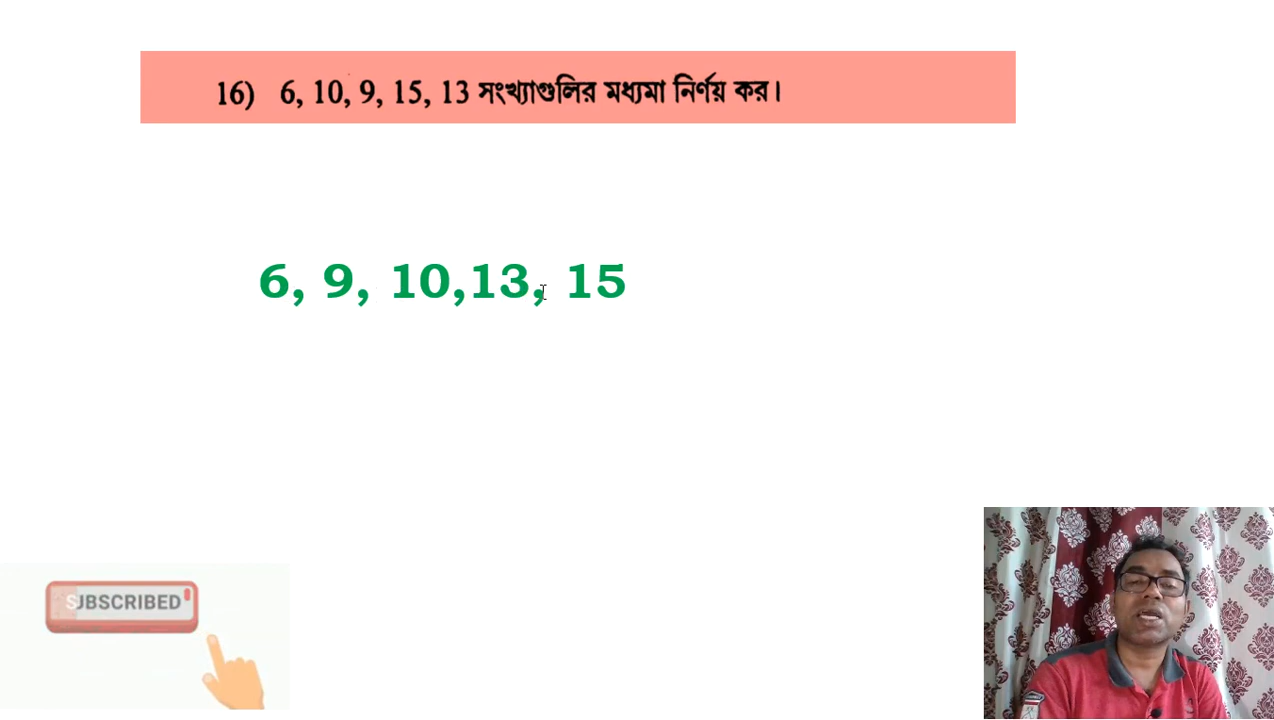 16) 6, 10, 9, 15, 13 সংখ্যাগুলির মধ্যমা নির্ণয় কর।
6, 9, 10,13, 15
SUBSCRIBED